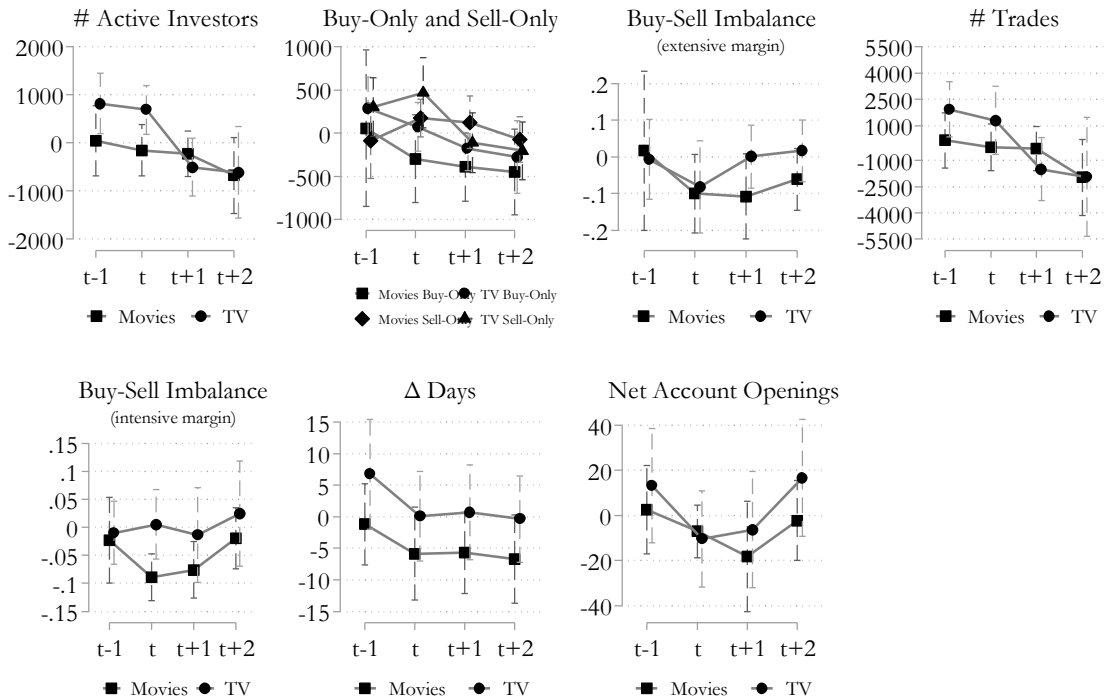 # Active Investors
2000
1000
0
-1000
-2000
t-1 t t+1 t+2
Movies TV
Buy-Only and Sell-Only
1000
500
0
-500
-1000
t-1 t t+1 t+2
Movies Buy-Only TV Buy-Only
Movies Sell-Only TV Sell-Only
Buy-Sell Imbalance
(extensive margin)
.2
.1
0
-.1
-.2
t-1 t t+1 t+2
Movies TV
# Trades
5500
4000
2500
1000
-1000
-2500
-4000
-5500
t-1 t t+1 t+2
Movies TV
Buy-Sell Imbalance
(intensive margin)
.15
.1
.05
0
-.05
-.1
-.15
t-1 t t+1 t+2
Movies TV
Δ Days
15
10
5
0
-5
-10
-15
t-1 t t+1 t+2
Movies TV
Net Account Openings
40
20
0
-20
-40
t-1 t t+1 t+2
Movies TV